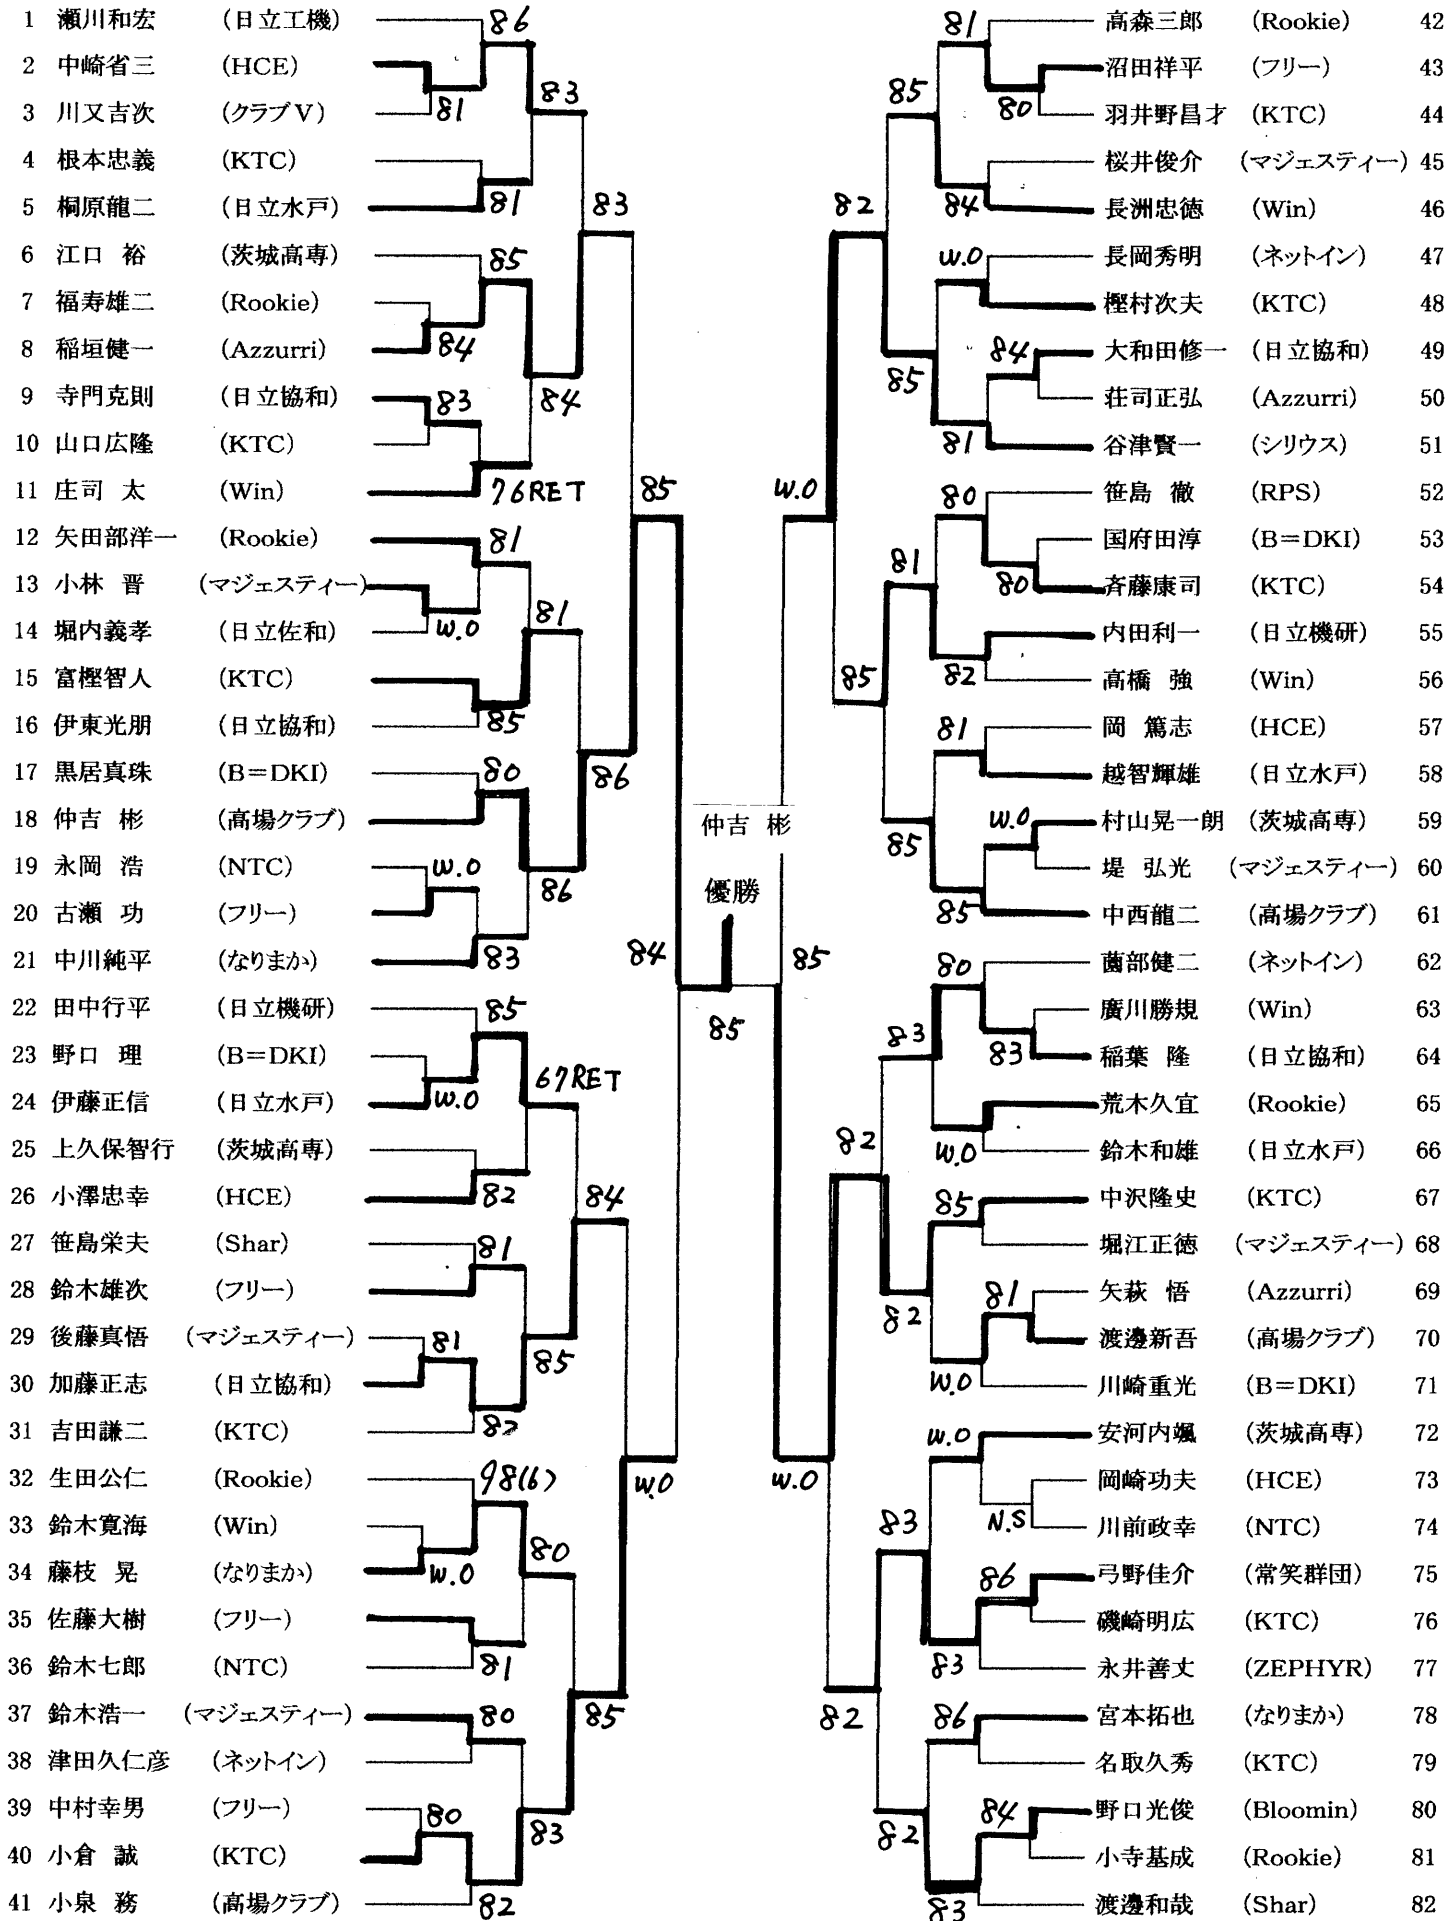 1 瀬川和宏 (日立工機)
2 中崎省三 (HCE)
3 川又吉次 (クラブV)
4 根本忠義 (KTC)
5 桐原龍二 (日立水戸)
6 江口 裕 (茨城高専)
7 福寿雄二 (Rookie)
8 稲垣健一 (Azzurri)
9 寺門克則 (日立協和)
10 山口広隆 (KTC)
11 庄司 太 (Win)
12 矢田部洋一 (Rookie)
13 小林 晋 (マジェスティー)
14 堀内義孝 (日立佐和)
15 富樫智人 (KTC)
16 伊東光朋 (日立協和)
17 黒居真珠 (B=DKI)
18 仲吉 彬 (高場クラブ)
19 永岡 浩 (NTC)
20 古瀬 功 (フリー)
21 中川純平 (なりまか)
22 田中行平 (日立機研)
23 野口 理 (B=DKI)
24 伊藤正信 (日立水戸)
25 上久保智行 (茨城高専)
26 小澤忠幸 (HCE)
27 笹島栄夫 (Shar)
28 鈴木雄次 (フリー)
29 後藤真悟 (マジェスティー)
30 加藤正志 (日立協和)
31 吉田謙二 (KTC)
32 生田公仁 (Rookie)
33 鈴木寛海 (Win)
34 藤枝 晃 (なりまか)
35 佐藤大樹 (フリー)
36 鈴木七郎 (NTC)
37 鈴木浩一 (マジェスティー)
38 津田久仁彦 (ネットイン)
39 中村幸男 (フリー)
40 小倉 誠 (KTC)
41 小泉 務 (高場クラブ)
81
W.O
84
83
W.O
W.O
W.O
81
W.O
80
86
81
85
76RET
81
85
80
83
85
82
81
82
98(6)
81
80
82
83
84
81
86
67RET
85
80
83
83
86
84
85
85
W.O
84
仲吉 彬
優勝
85
85
W.O
W.O
82
85
82
82
85
85
81
85
83
82
83
82
81
84
W.O
81
80
82
81
85
80
W.O
85
W.O
W.O
83
86
83
80
84
80
W.O
83
81
N.S
86
84
高森三郎 (Rookie) 42
沼田祥平 (フリー) 43
羽井野昌才 (KTC) 44
桜井俊介 (マジェスティー) 45
長洲忠徳 (Win) 46
長岡秀明 (ネットイン) 47
樫村次夫 (KTC) 48
大和田修一 (日立協和) 49
荘司正弘 (Azzurri) 50
谷津賢一 (シリウス) 51
笹島 徹 (RPS) 52
国府田淳 (B=DKI) 53
斉藤康司 (KTC) 54
内田利一 (日立機研) 55
高橋 強 (Win) 56
岡 篤志 (HCE) 57
越智輝雄 (日立水戸) 58
村山晃一朗 (茨城高専) 59
堤 弘光 (マジェスティー) 60
中西龍二 (高場クラブ) 61
薗部健二 (ネットイン) 62
廣川勝規 (Win) 63
稲葉 隆 (日立協和) 64
荒木久宜 (Rookie) 65
鈴木和雄 (日立水戸) 66
中沢隆史 (KTC) 67
堀江正徳 (マジェスティー) 68
矢萩 悟 (Azzurri) 69
渡邊新吾 (高場クラブ) 70
川崎重光 (B=DKI) 71
安河内颯 (茨城高専) 72
岡崎功夫 (HCE) 73
川前政幸 (NTC) 74
弓野佳介 (常笑群団) 75
磯崎明広 (KTC) 76
永井善丈 (ZEPHYR) 77
宮本拓也 (なりまか) 78
名取久秀 (KTC) 79
野口光俊 (Bloomin) 80
小寺基成 (Rookie) 81
渡邊和哉 (Shar) 82